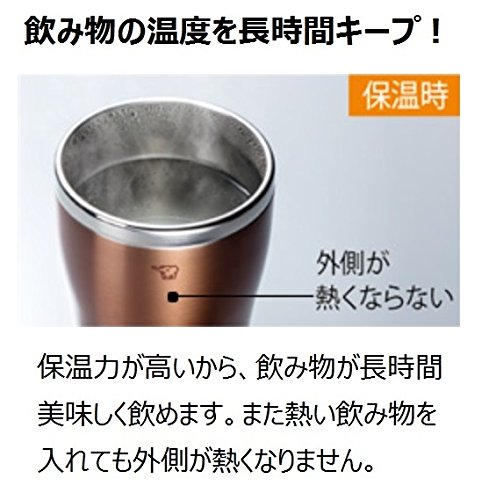 飲み物の温度を長時間キープ！
保温時
外側が
熱くならない
保温力が高いから、飲み物が長時間
美味しく飲めます。また熱い飲み物を
入れても外側が熱くなりません。